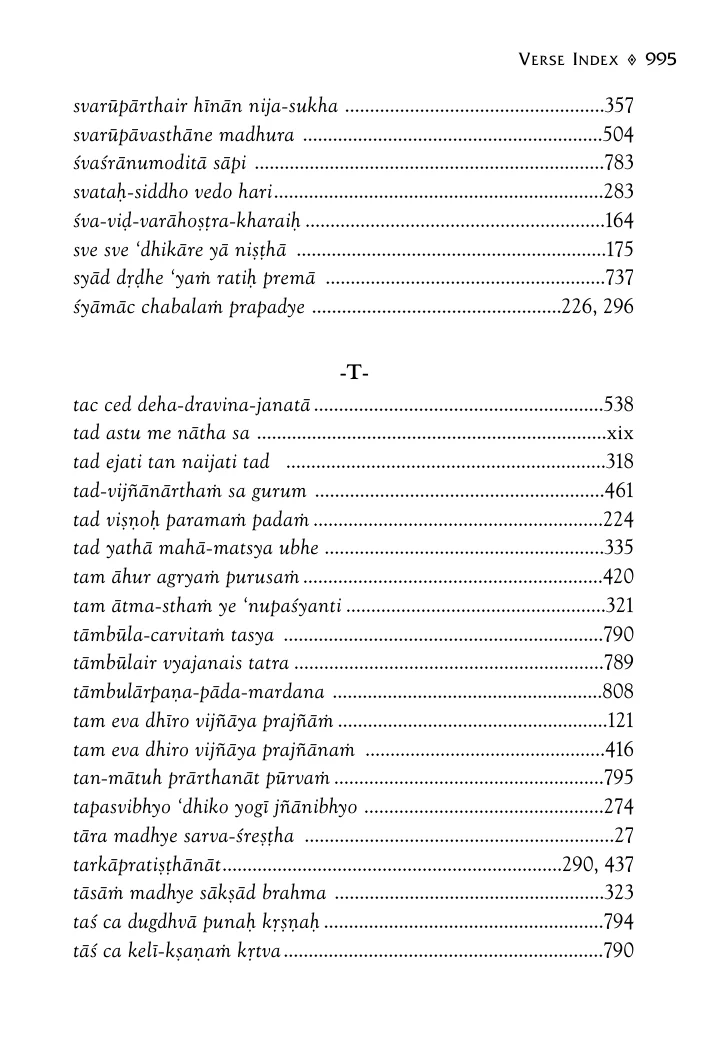 VERSE INDEX ◊ 995
svarūpārthair hīnān nija-sukha ....................................................357
svarūpāvasthāne madhura ............................................................504
śvaśrānumoditā sāpi ......................................................................783
svataḥ-siddho vedo hari..................................................................283
śva-viḍ-varāhoṣṭra-kharaiḥ ............................................................164
sve sve ‘dhikāre yā niṣṭhā ..............................................................175
syād dṛḍhe ‘yaṁ ratiḥ premā ........................................................737
śyāmāc chabalaṁ prapadye ..................................................226, 296
-T-
tac ced deha-dravina-janatā ..........................................................538
tad astu me nātha sa ......................................................................xix
tad ejati tan naijati tad ................................................................318
tad-vijñānārthaṁ sa gurum ..........................................................461
tad viṣṇoḥ paramaṁ padaṁ ..........................................................224
tad yathā mahā-matsya ubhe ........................................................335
tam āhur agryaṁ purusaṁ ............................................................420
tam ātma-sthaṁ ye ‘nupaśyanti ....................................................321
tāmbūla-carvitaṁ tasya ................................................................790
tāmbūlair vyajanais tatra ..............................................................789
tāmbulārpaṇa-pāda-mardana ......................................................808
tam eva dhīro vijñāya prajñāṁ ......................................................121
tam eva dhiro vijñāya prajñānaṁ ................................................416
tan-mātuh prārthanāt pūrvaṁ ......................................................795
tapasvibhyo ‘dhiko yogī jñānibhyo ................................................274
tāra madhye sarva-śreṣṭha ..............................................................27
tarkāpratiṣṭhānāt....................................................................290, 437
tāsāṁ madhye sākṣād brahma ......................................................323
taś ca dugdhvā punaḥ kṛṣṇaḥ ........................................................794
tāś ca kelī-kṣaṇaṁ kṛtva................................................................790